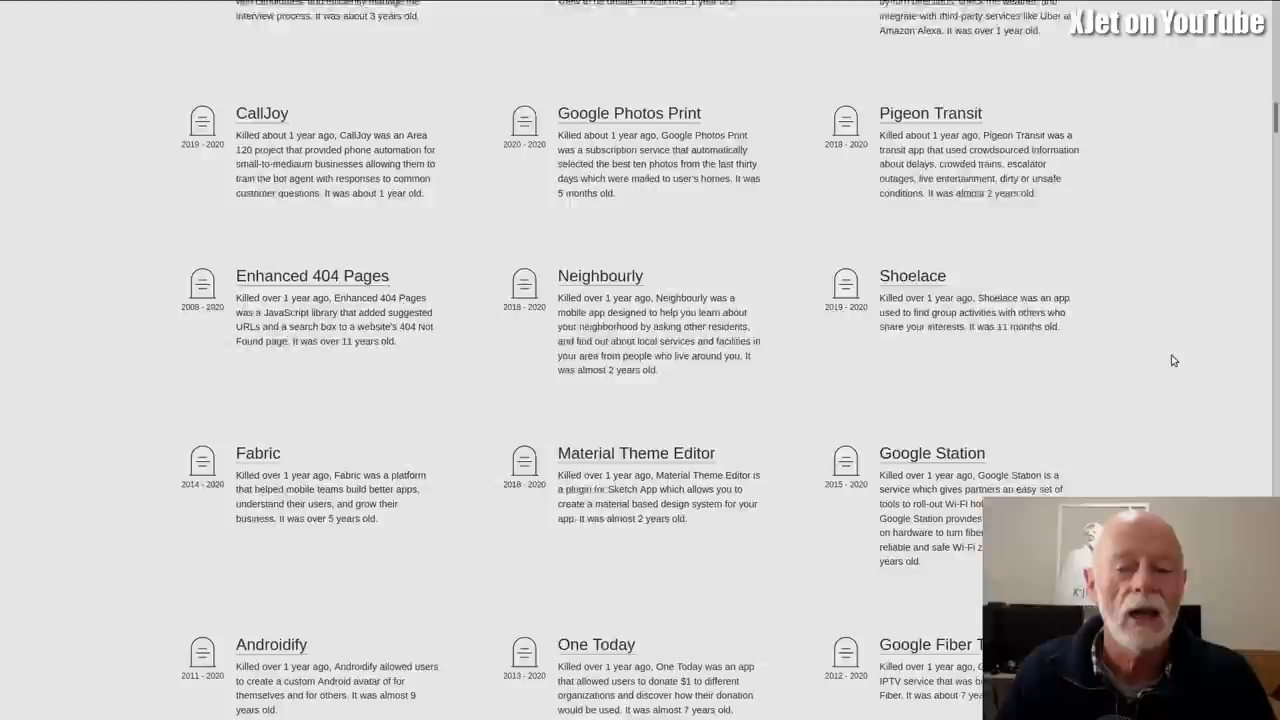 interview process. It was about 3 years old.
integrate with third-party services like Uber
Amazon Alexa. It was over 1 year old.
XJet on YouTube
CallJoy
Killed about 1 year ago, CallJoy was an Area
120 project that provided phone automation for
small-to-mediaum businesses allowing them to
train the bot agent with responses to common
customer questions. It was about 1 year old.
2019 - 2020
Google Photos Print
Killed about 1 year ago, Google Photos Print
was a subscription service that automatically
selected the best ten photos from the last thirty
days which were mailed to user's homes. It was
5 months old.
2020 - 2020
Pigeon Transit
Killed about 1 year ago, Pigeon Transit was a
transit app that used crowdsourced information
about delays, crowded trains, escalator
outages, live entertainment, dirty or unsafe
conditions. It was almost 2 years old.
2018 - 2020
Enhanced 404 Pages
Killed over 1 year ago, Enhanced 404 Pages
was a JavaScript library that added suggested
URLs and a search box to a website's 404 Not
Found page. It was over 11 years old.
2008 - 2020
Neighbourly
Killed over 1 year ago, Neighbourly was a
mobile app designed to help you learn about
your neighborhood by asking other residents,
and find out about local services and facilities in
your area from people who live around you. It
was almost 2 years old.
2018 - 2020
Shoelace
Killed over 1 year ago, Shoelace was an app
used to find group activities with others who
share your interests. It was 11 months old.
2019 - 2020
Fabric
Killed over 1 year ago, Fabric was a platform
that helped mobile teams build better apps,
understand their users, and grow their
business. It was over 5 years old.
2014 - 2020
Material Theme Editor
Killed over 1 year ago, Material Theme Editor is
a plugin for Sketch App which allows you to
create a material based design system for your
app. It was almost 2 years old.
2018 - 2020
Google Station
Killed over 1 year ago, Google Station is a
service which gives partners an easy set of
tools to roll-out Wi-Fi
Google Station provides
on hardware to turn
reliable and safe Wi-Fi
years old.
2015 - 2020
Androidify
Killed over 1 year ago, Androidify allowed users
to create a custom Android avatar of for
themselves and for others. It was almost 9
years old.
2011 - 2020
One Today
Killed over 1 year ago, One Today was an app
that allowed users to donate $1 to different
organizations and discover how their donation
would be used. It was almost 7 years old.
2013 - 2020
Google Fiber T
Killed over 1 year ago,
IPTV service that was
Fiber. It was about 7
2012 - 2020